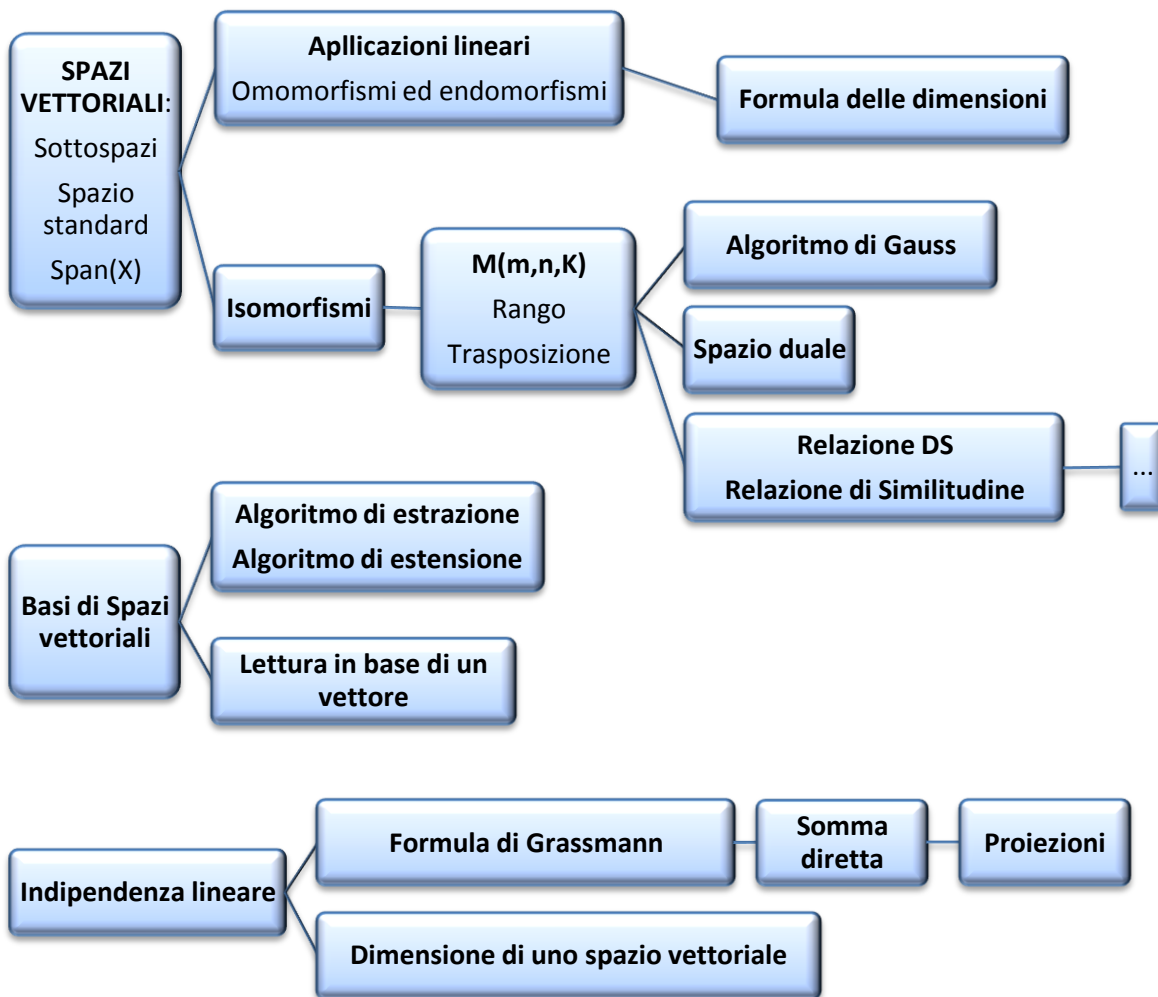 SPAZI
VETTORIALI:
Sottospazi
Spazio
standard
Span(X)
Apllicazioni lineari
Omomorfismi ed endomorfismi
Formula delle dimensioni
Isomorfismi
M(m,n,K)
Rango
Trasposizione
Algoritmo di Gauss
Spazio duale
Relazione DS
Relazione di Similitudine
...
Basi di Spazi
vettoriali
Algoritmo di estrazione
Algoritmo di estensione
Lettura in base di un
vettore
Indipendenza lineare
Formula di Grassmann
Somma
diretta
Proiezioni
Dimensione di uno spazio vettoriale